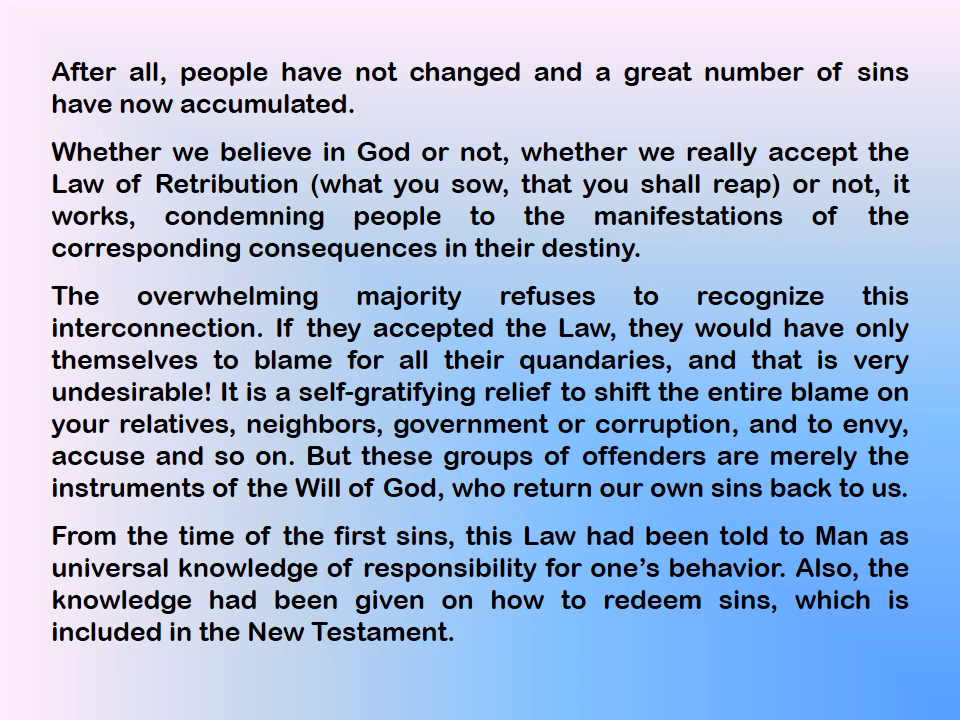 After all, people have not changed and a great number of sins
have now accumulated.
Whether we believe in God or not, whether we really accept the
Law of Retribution (what you sow, that you shall reap) or not, it
works, condemning people to the manifestations of the
corresponding consequences in their destiny.
The overwhelming majority refuses to recognize this
interconnection. If they accepted the Law, they would have only
themselves to blame for all their quandaries, and that is very
undesirable! It is a self-gratifying relief to shift the entire blame on
your relatives, neighbors, government or corruption, and to envy,
accuse and so on. But these groups of offenders are merely the
instruments of the Will of God, who return our own sins back to us.
From the time of the first sins, this Law had been told to Man as
universal knowledge of responsibility for one’s behavior. Also, the
knowledge had been given on how to redeem sins, which is
included in the New Testament.